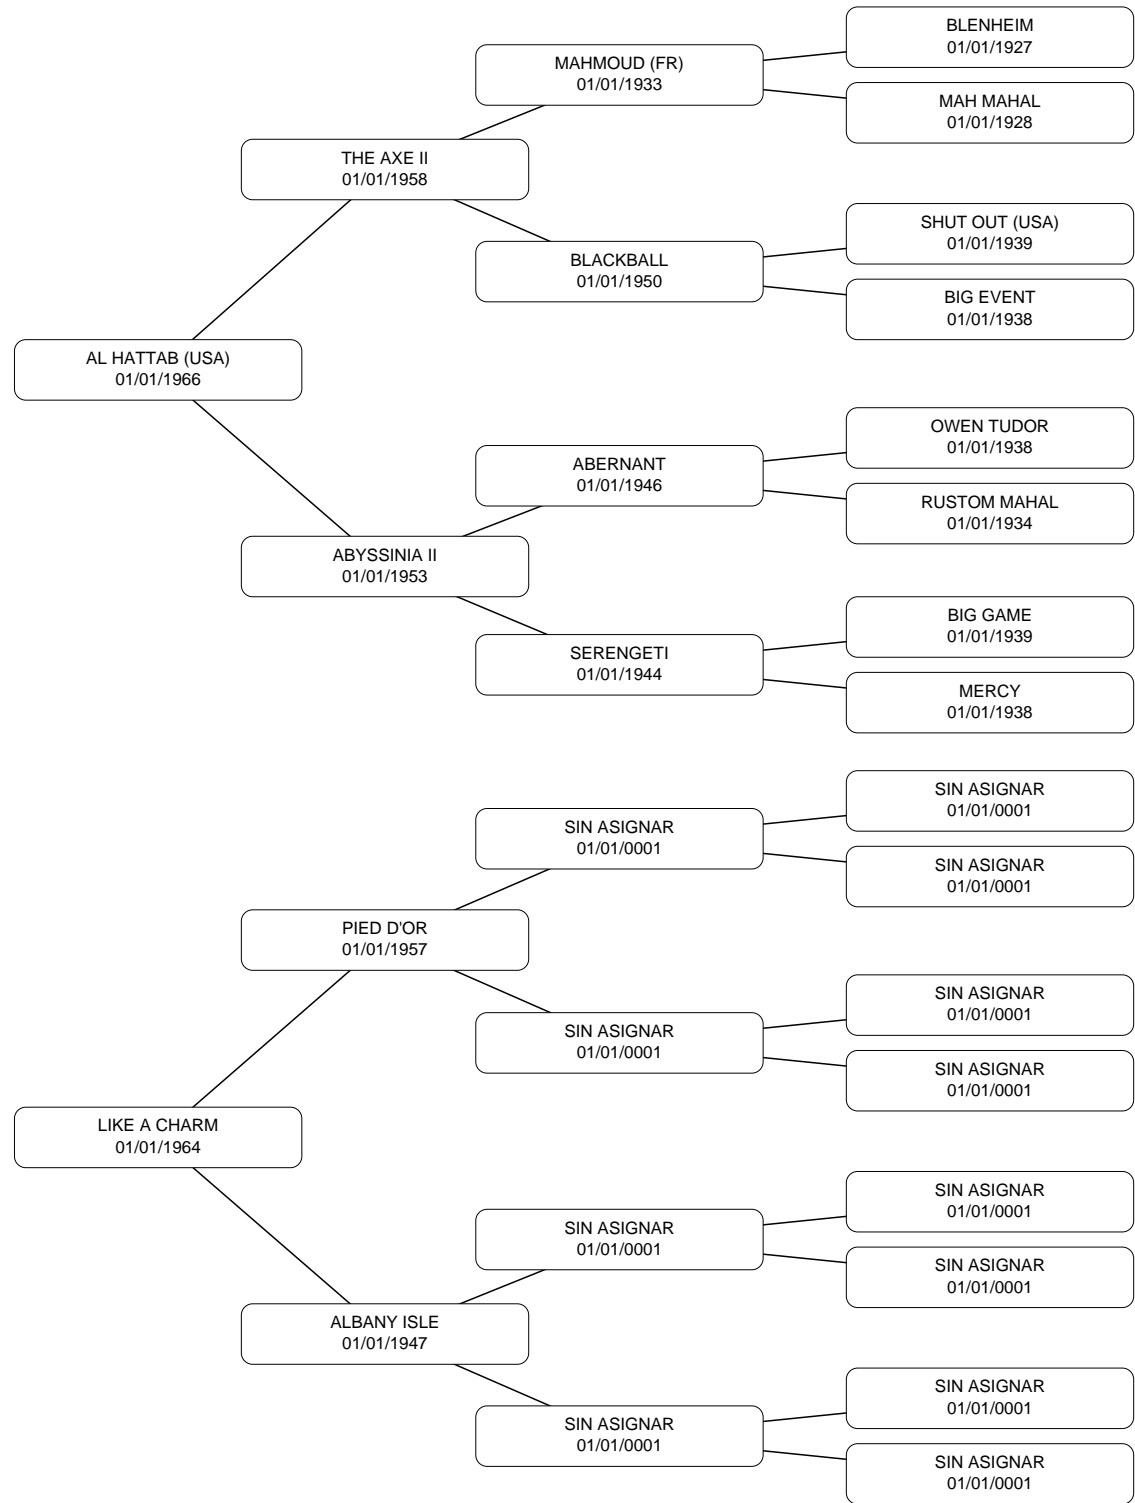 BLENHEIM
01/01/1927
MAHMOUD (FR)
01/01/1933
MAH MAHAL
01/01/1928
THE AXE II
01/01/1958
SHUT OUT (USA)
01/01/1939
BLACKBALL
01/01/1950
BIG EVENT
01/01/1938
AL HATTAB (USA)
01/01/1966
OWEN TUDOR
01/01/1938
ABERNANT
01/01/1946
RUSTOM MAHAL
01/01/1934
ABYSSINIA II
01/01/1953
BIG GAME
01/01/1939
SERENGETI
01/01/1944
MERCY
01/01/1938
SIN ASIGNAR
01/01/0001
SIN ASIGNAR
01/01/0001
SIN ASIGNAR
01/01/0001
PIED D'OR
01/01/1957
SIN ASIGNAR
01/01/0001
SIN ASIGNAR
01/01/0001
SIN ASIGNAR
01/01/0001
LIKE A CHARM
01/01/1964
SIN ASIGNAR
01/01/0001
SIN ASIGNAR
01/01/0001
SIN ASIGNAR
01/01/0001
ALBANY ISLE
01/01/1947
SIN ASIGNAR
01/01/0001
SIN ASIGNAR
01/01/0001
SIN ASIGNAR
01/01/0001